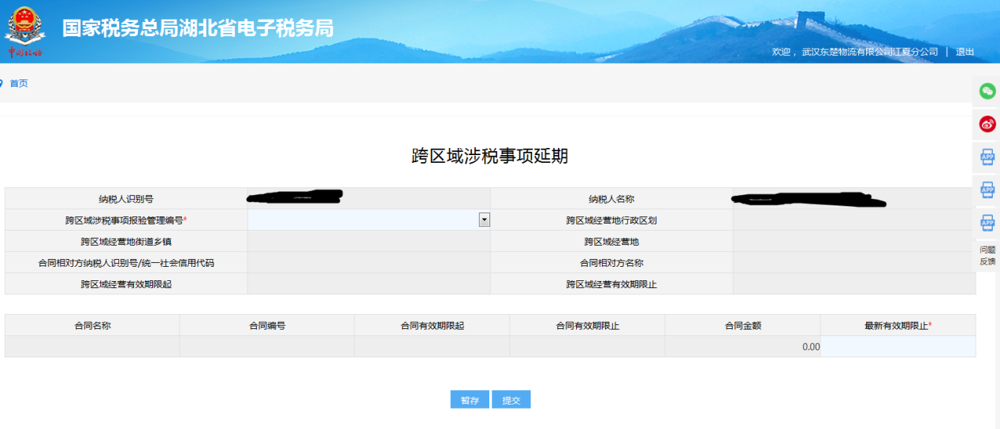 国家税务总局湖北省电子税务局
中国税务
欢迎，武汉东楚物流有限公司江夏分公司 | 退出
首页
跨区域涉税事项延期
纳税人识别号 纳税人名称
跨区域涉税事项报验管理编号* 跨区域经营地行政区划
跨区域经营地街道乡镇 跨区域经营地
合同相对方纳税人识别号/统一社会信用代码 合同相对方名称
跨区域经营有效期限起 跨区域经营有效期限止
合同名称 合同编号 合同有效期限起 合同有效期限止 合同金额 最新有效期限止*
0.00
暂存 提交
APP
APP
APP
问题
反馈